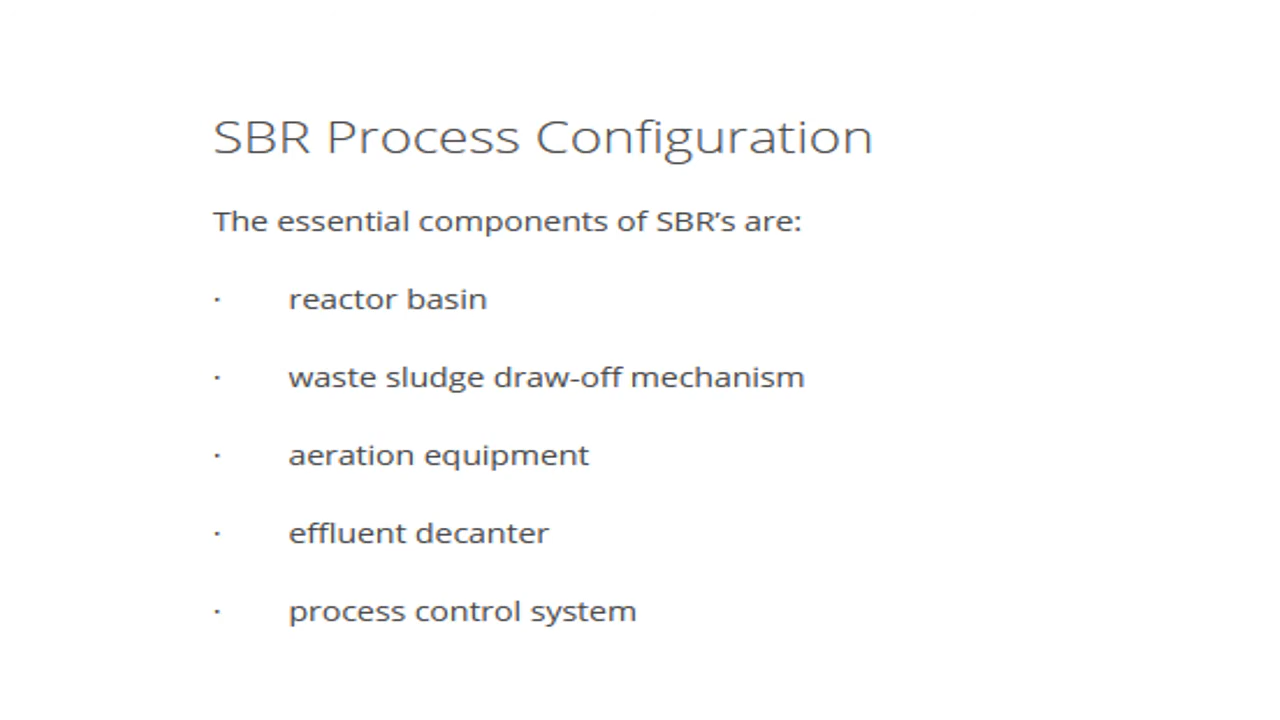 SBR Process Configuration
The essential components of SBR’s are:
· reactor basin
· waste sludge draw-off mechanism
· aeration equipment
· effluent decanter
· process control system